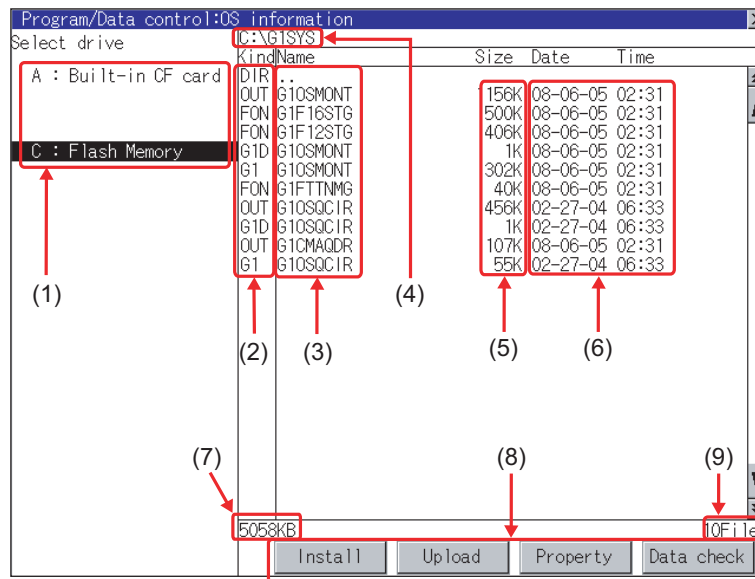 Program/Data control:OS information
Select drive
C:\G1SYS
Kind Name Size Date Time
A : Built-in CF card
C : Flash Memory
DIR ..
OUT G1OSMONT 1156K 08-06-05 02:31
FON G1F16STG 500K 08-06-05 02:31
FON G1F12STG 406K 08-06-05 02:31
G1D G1OSMONT 1K 08-06-05 02:31
G1 G1OSMONT 302K 08-06-05 02:31
FON G1FTTNMG 40K 08-06-05 02:31
OUT G1OSQCIR 456K 02-27-04 06:33
G1D G1OSQCIR 1K 02-27-04 06:33
OUT G1CMAQDR 107K 08-06-05 02:31
G1 G1OSQCIR 55K 02-27-04 06:33
(1)
(2)
(3)
(4)
(5)
(6)
(7)
(8)
(9)
5058KB
10File
Install Upload Property Data check